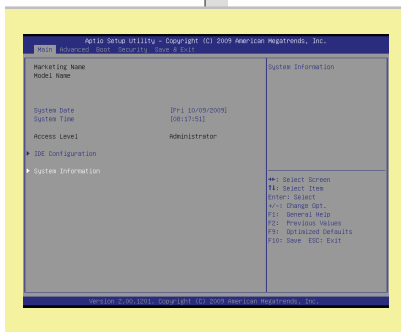 Aptio Setup Utility – Copyright (C) 2009 American Megatrends, Inc.
Main Advanced Boot Security Save & Exit
Marketing Name
Model Name
System Date [Fri 10/09/2009]
System Time [00:17:51]
Access Level Administrator
▶ IDE Configuration
▶ System Information
System Information
↔: Select Screen
↑↓: Select Item
Enter: Select
+/-: Change Opt.
F1: General Help
F2: Previous Values
F9: Optimized Defaults
F10: Save ESC: Exit
Version 2.00.1201. Copyright (C) 2009 American Megatrends, Inc.